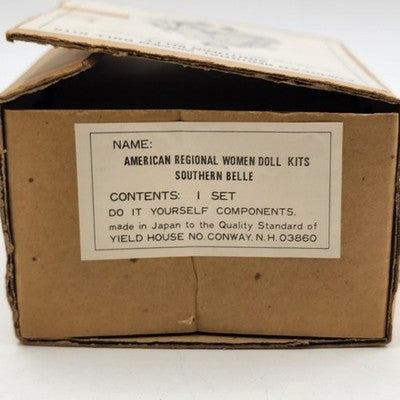 NAME:
AMERICAN REGIONAL WOMEN DOLL KITS
SOUTHERN BELLE
CONTENTS: 1 SET
DO IT YOURSELF COMPONENTS.
made in Japan to the Quality Standard of
YIELD HOUSE NO. CONWAY, N.H. 03860